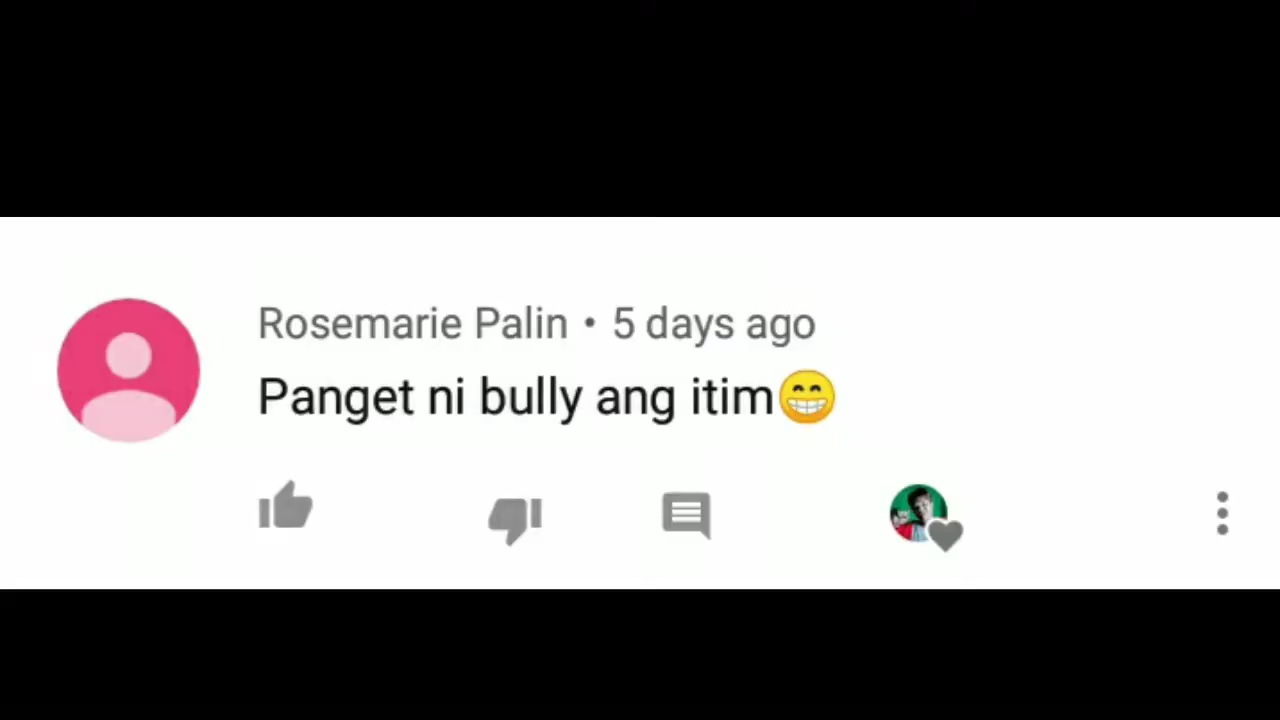 Rosemarie Palin • 5 days ago
Panget ni bully ang itim😁